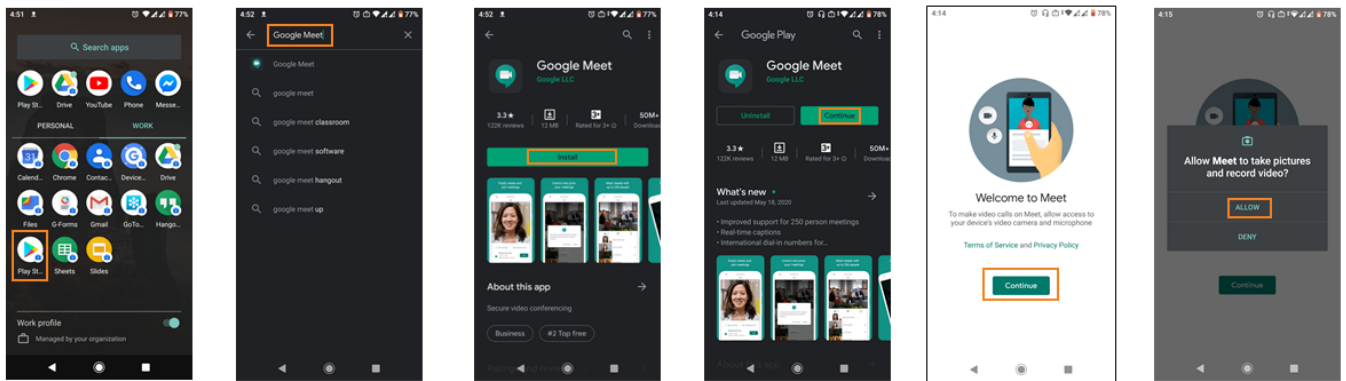 4:51
77%
Search apps
Play St...
Drive
YouTube
Phone
Messe...
PERSONAL
WORK
31
Calend...
Chrome
Contac...
Device...
Drive
Files
G-Forms
Gmail
GoTo...
Hango...
Play St...
Sheets
Slides
Work profile
Managed by your organization
4:52
77%
Google Meet
Google Meet
google meet
google meet classroom
google meet software
google meet hangout
google meet up
4:52
77%
Google Meet
Google LLC
3.3★
122K reviews
12 MB
3+
Rated for 3+
50M+
Downloa
Install
About this app
Secure video conferencing
Business
#2 Top free
4:14
78%
Google Play
Google Meet
Google LLC
Uninstall
Continue
3.3★
122K reviews
12 MB
3+
Rated for 3+
50M+
Downloa
What's new
Last updated May 18, 2020
• Improved support for 250 person meetings
• Real-time captions
• International dial-in numbers for...
About this app
4:14
78%
Welcome to Meet
To make video calls on Meet, allow access to
your device's video camera and microphone
Terms of Service and Privacy Policy
Continue
4:15
78%
Allow Meet to take pictures
and record video?
ALLOW
DENY
Continue